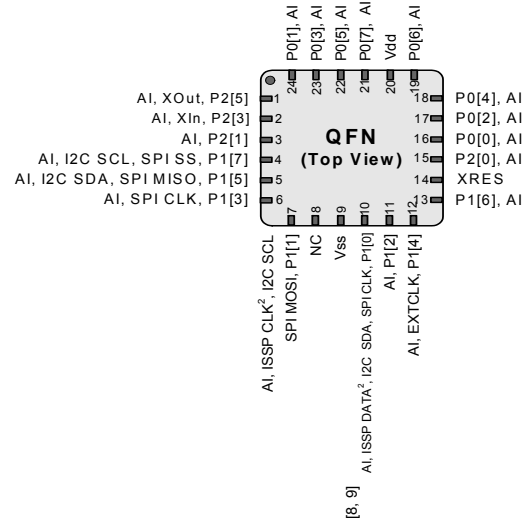 P0[1], AI
P0[3], AI
P0[5], AI
P0[7], AI
Vdd
P0[6], AI
24
23
22
21
20
19
AI, XOut, P2[5] 1
AI, XIn, P2[3] 2
AI, P2[1] 3
AI, I2C SCL, SPI SS, P1[7] 4
AI, I2C SDA, SPI MISO, P1[5] 5
AI, SPI CLK, P1[3] 6
QFN
(Top View)
18 P0[4], AI
17 P0[2], AI
16 P0[0], AI
15 P2[0], AI
14 XRES
13 P1[6], AI
7
8
9
10
11
12
AI, ISSP CLK², I2C SCL
SPI MOSI, P1[1]
NC
Vss
AI, ISSP DATA², I2C SDA, SPI CLK, P1[0]
AI, P1[2]
AI, EXTCLK, P1[4]
[8, 9]